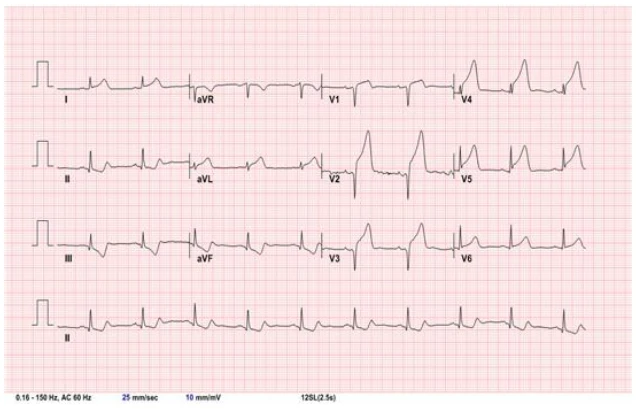 I aVR V1 V4
II aVL V2 V5
III aVF V3 V6
II
0.16 - 150 Hz, AC 60 Hz 25 mm/sec 10 mm/mV 12SL(2.5s)